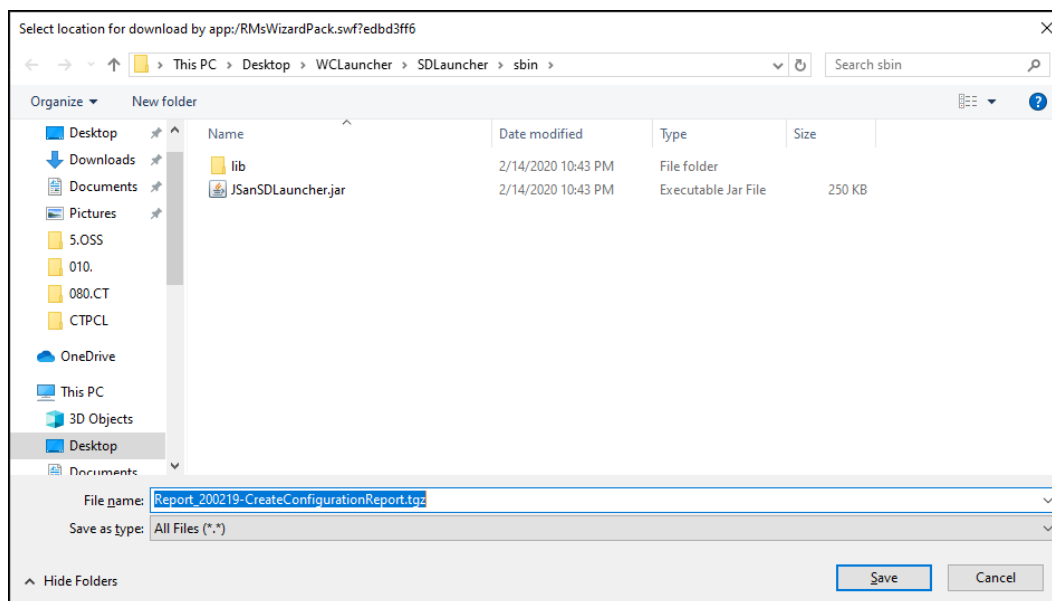 Select location for download by app:/RMsWizardPack.swf?edbd3ff6
This PC > Desktop > WCLauncher > SDLauncher > sbin >
Search sbin
Organize
New folder
Name
Date modified
Type
Size
Desktop
Downloads
Documents
Pictures
5.OSS
010.
080.CT
CTPCL
OneDrive
This PC
3D Objects
Desktop
Documents
lib 2/14/2020 10:43 PM File folder
JSanSDLauncher.jar 2/14/2020 10:43 PM Executable Jar File 250 KB
File name: Report_200219-CreateConfigurationReport.tgz
Save as type: All Files (*.*)
Hide Folders
Save
Cancel